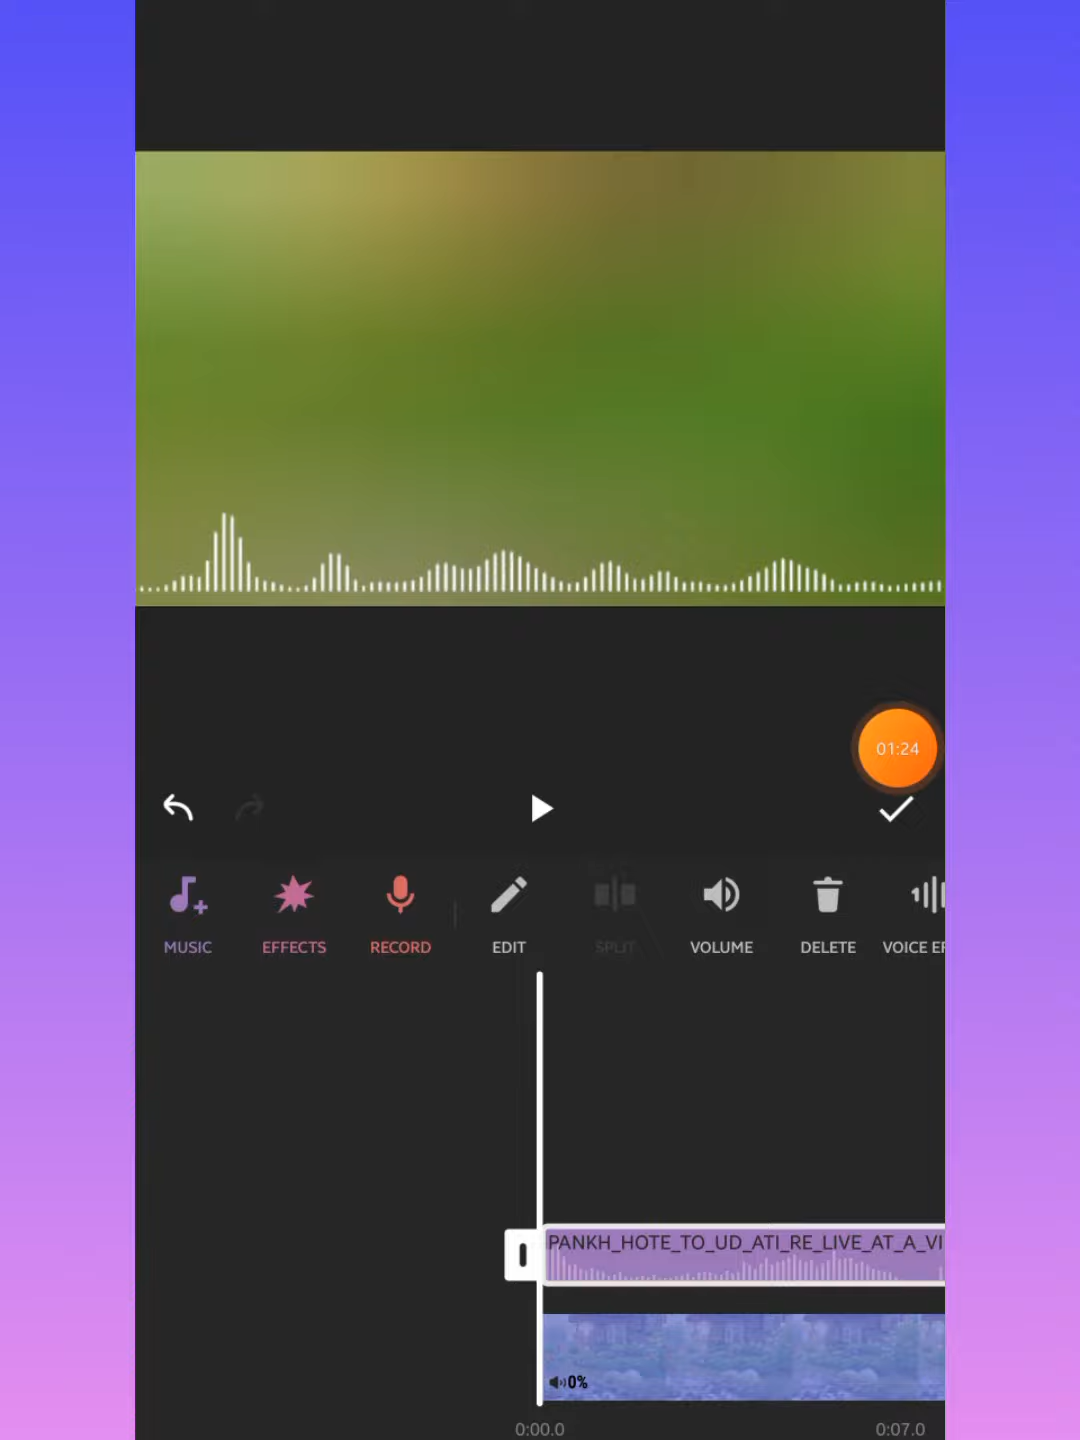 01:24
MUSIC
EFFECTS
RECORD
EDIT
SPLIT
VOLUME
DELETE
VOICE EF
PANKH_HOTE_TO_UD_ATI_RE_LIVE_AT_A_VI
0%
0:00.0
0:07.0